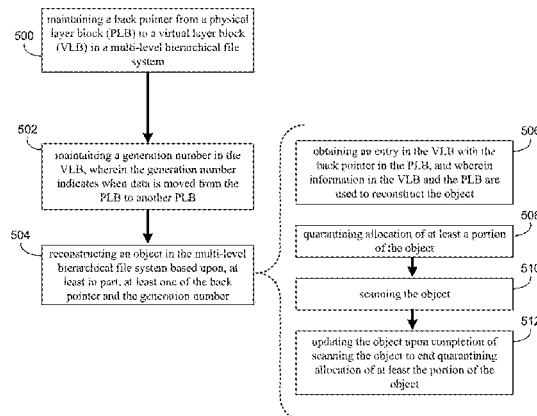 500
maintaining a back pointer from a physical
layer block (PLB) to a virtual layer block
(VLB) in a multi-level hierarchical file
system
502
maintaining a generation number in the
VLB, wherein the generation number
indicates when data is moved from the
PLB to another PLB
504
reconstructing an object in the multi-level
hierarchical file system based upon, at
least in part, at least one of the back
pointer and the generation number
506
obtaining an entry in the VLB with the
back pointer in the PLB, and wherein
information in the VLB and the PLB are
used to reconstruct the object
508
quarantining allocation of at least a portion
of the object
510
scanning the object
512
updating the object upon completion of
scanning the object to end quarantining
allocation of at least the portion of the
object